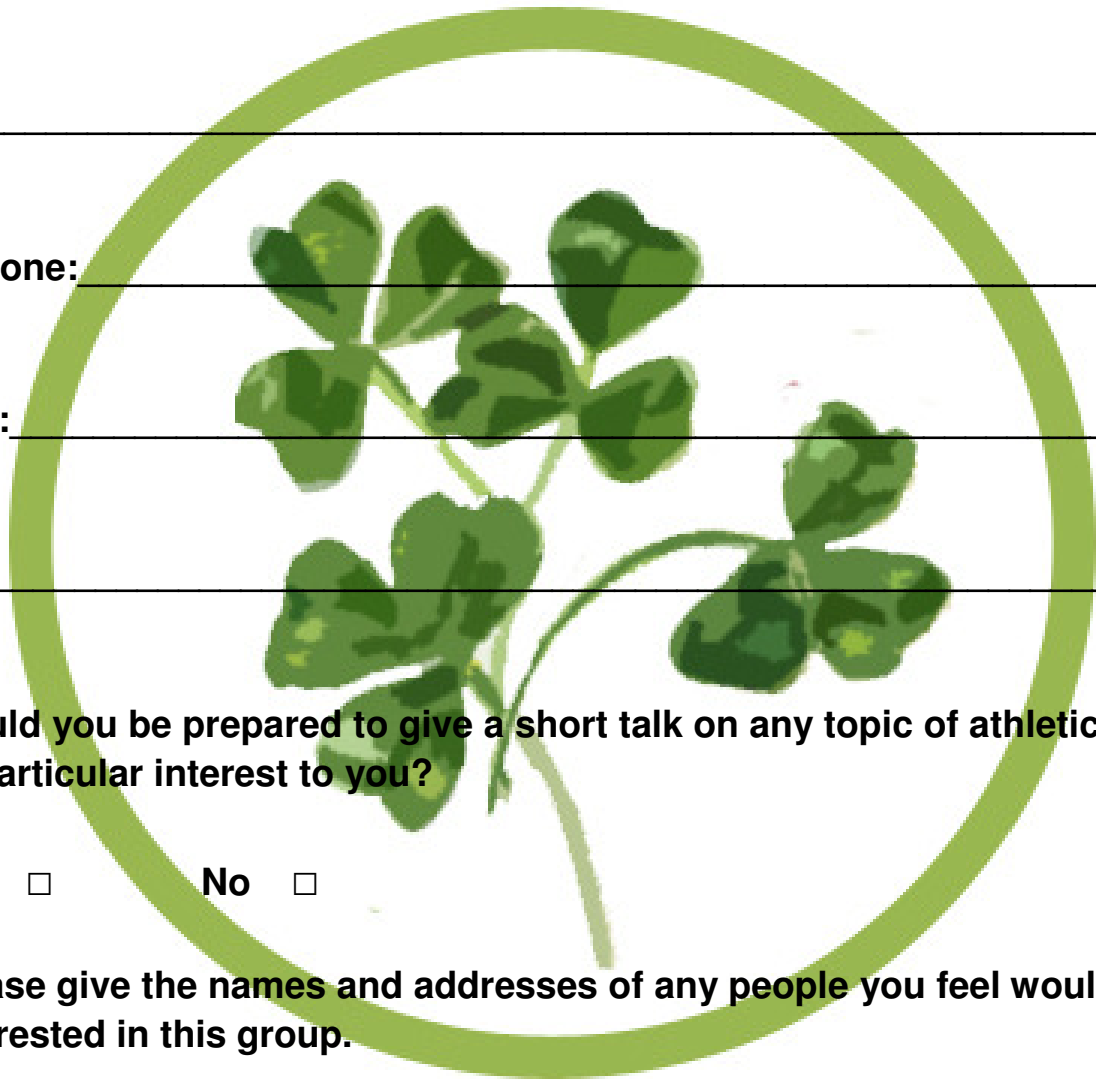 one:
:
uld you be prepared to give a short talk on any topic of athletic
articular interest to you?
□ No □
ase give the names and addresses of any people you feel woul
rested in this group.